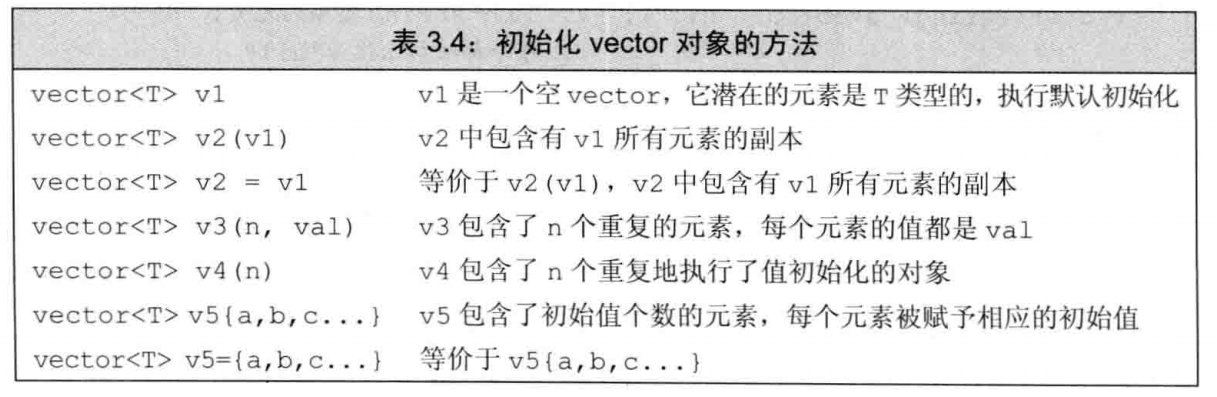 表 3.4：初始化 vector 对象的方法
vector<T> v1 v1 是一个空 vector，它潜在的元素是 T 类型的，执行默认初始化
vector<T> v2(v1) v2 中包含有 v1 所有元素的副本
vector<T> v2 = v1 等价于 v2(v1)，v2 中包含有 v1 所有元素的副本
vector<T> v3(n, val) v3 包含了 n 个重复的元素，每个元素的值都是 val
vector<T> v4(n) v4 包含了 n 个重复地执行了值初始化的对象
vector<T> v5{a,b,c...} v5 包含了初始值个数的元素，每个元素被赋予相应的初始值
vector<T> v5={a,b,c...} 等价于 v5{a,b,c...}